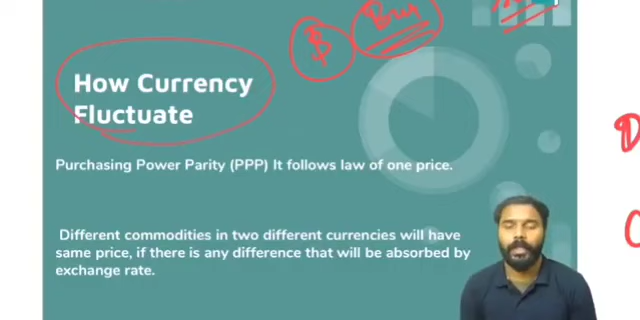 $ Buy
How Currency
Fluctuate
Purchasing Power Parity (PPP) It follows law of one price.
Different commodities in two different currencies will have
same price, if there is any difference that will be absorbed by
exchange rate.